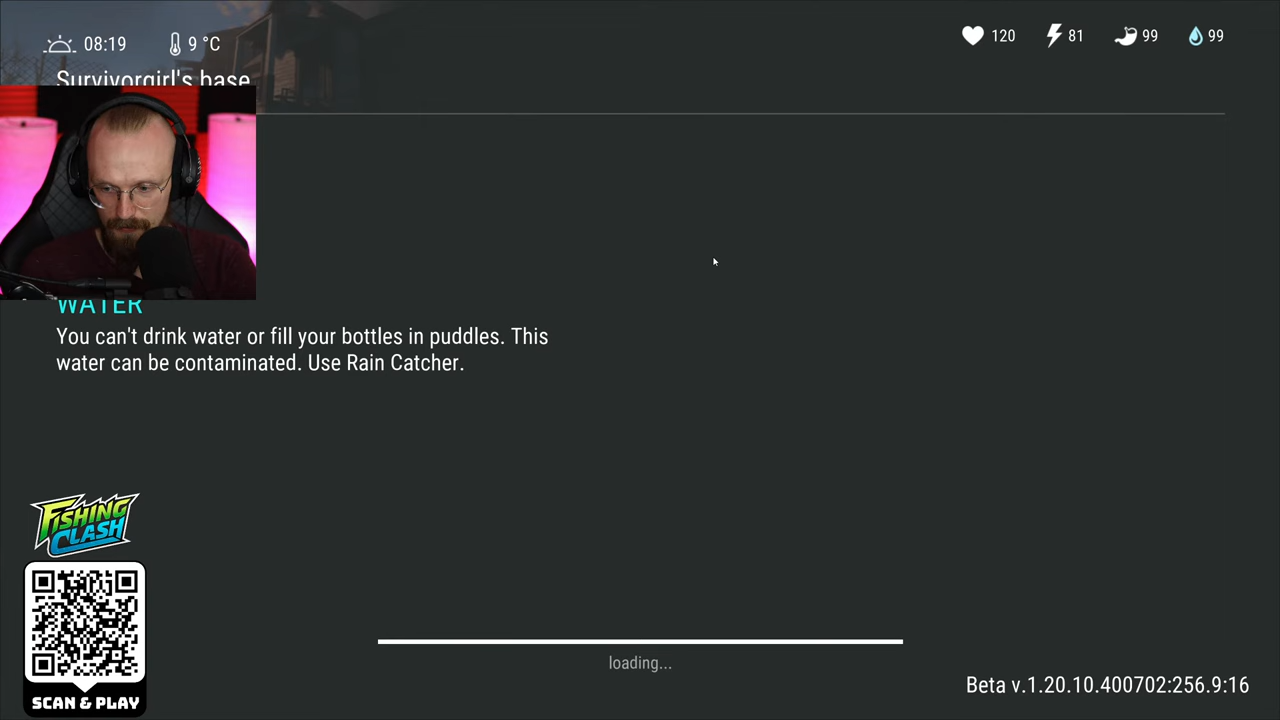 08:19 9 °C 120 81 99 99
Survivorgirl's base
WATER
You can't drink water or fill your bottles in puddles. This
water can be contaminated. Use Rain Catcher.
FISHING
CLASH
SCAN & PLAY
loading...
Beta v.1.20.10.400702:256.9:16